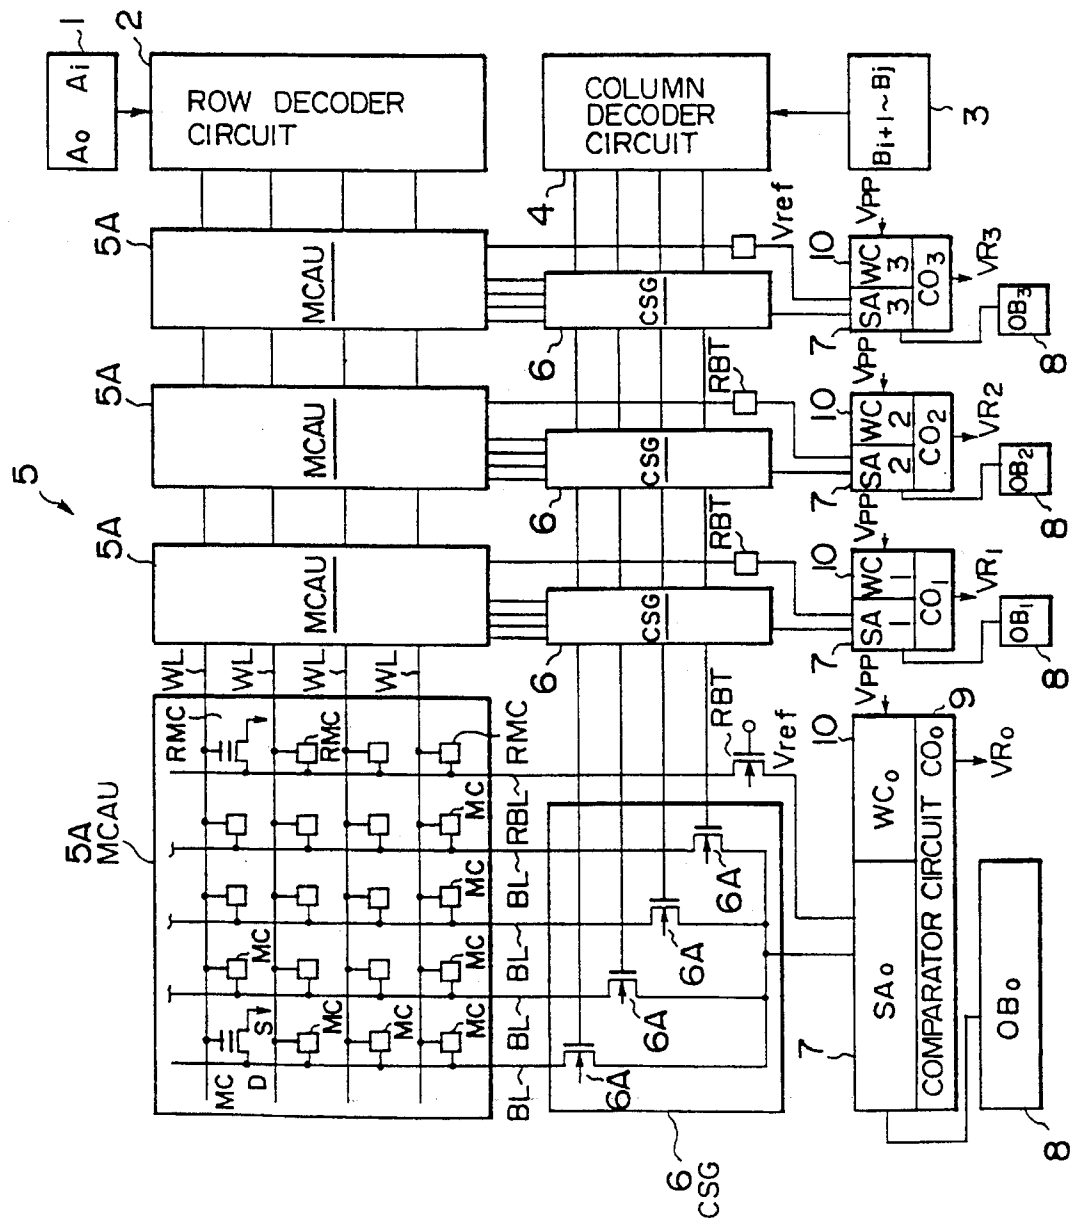 1
Ao Ai
2
ROW DECODER
CIRCUIT
COLUMN
DECODER
CIRCUIT
4
Bi+1~Bj
3
5
5A
MCAU
5A
MCAU
5A
MCAU
5A
MCAU
WL
WL
WL
WL
RMC
RMC
RMC
MC
MC
MC
MC
MC
MC
MC
D
S
BL
BL
BL
BL
RBL
RBT
RBT
RBT
Vref
Vref
CSG
CSG
CSG
6
6
6
6A
6A
6A
6A
6
CSG
VPP
10
SA WC
3 3
CO3
VR3
7
OB3
8
VPP
10
SA WC
2 2
CO2
VR2
7
OB2
8
VPP
10
SA WC
1 1
CO1
VR1
7
OB1
8
VPP
10
SAo
WCo
COMPARATOR CIRCUIT COo
9
VRo
7
OBo
8